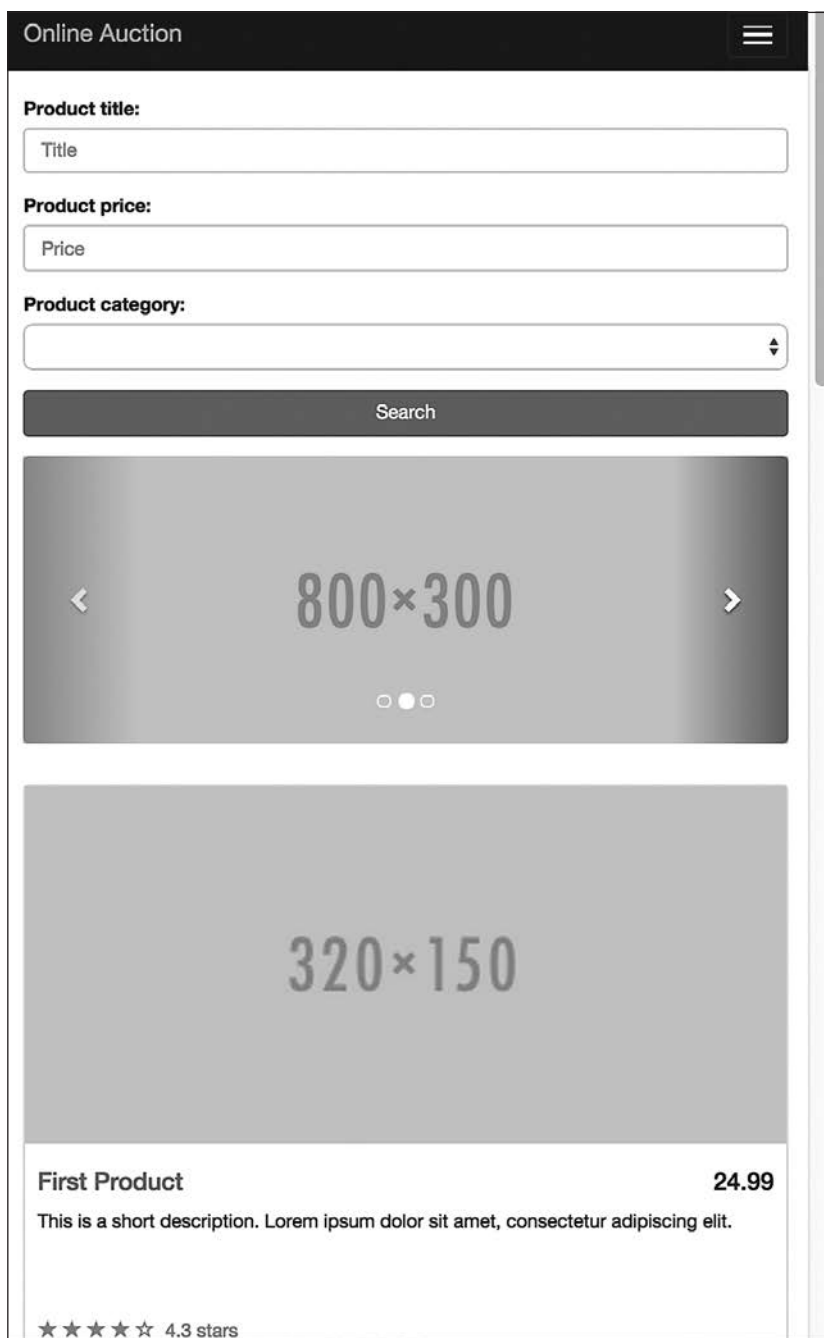 Online Auction
Product title:
Title
Product price:
Price
Product category:
Search
800×300
320×150
First Product 24.99
This is a short description. Lorem ipsum dolor sit amet, consectetur adipiscing elit.
4.3 stars